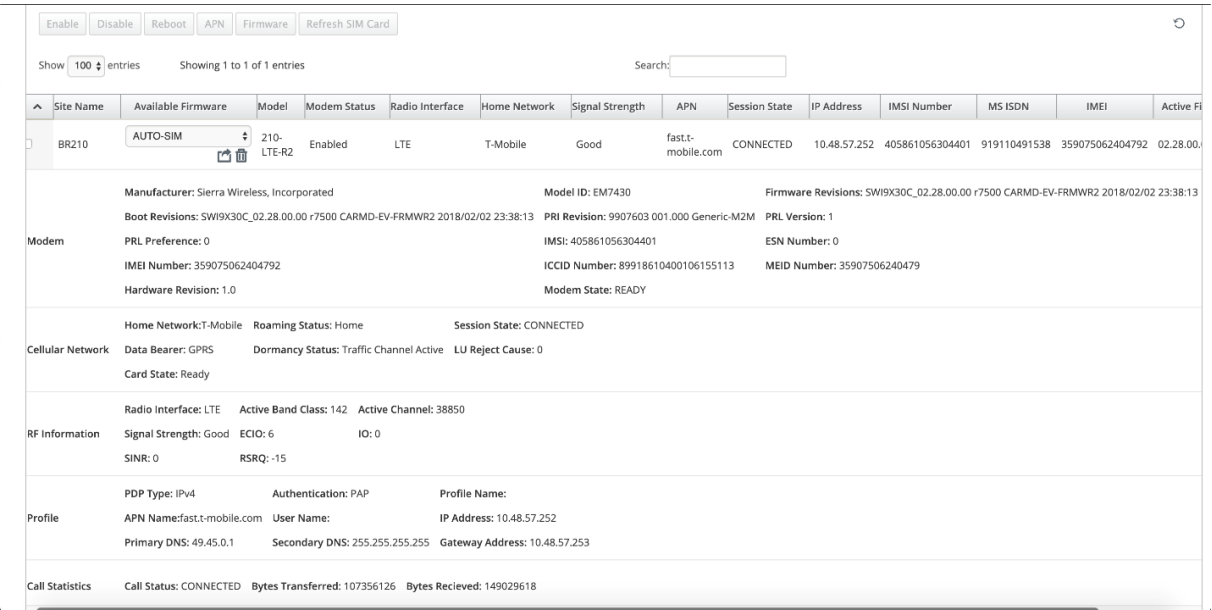 Enable Disable Reboot APN Firmware Refresh SIM Card
Show 100 entries Showing 1 to 1 of 1 entries Search:
Site Name Available Firmware Model Modem Status Radio Interface Home Network Signal Strength APN Session State IP Address IMSI Number MS ISDN IMEI Active Fi
BR210 AUTO-SIM 210-LTE-R2 Enabled LTE T-Mobile Good fast.t-mobile.com CONNECTED 10.48.57.252 405861056304401 919110491538 359075062404792 02.28.00.
Manufacturer: Sierra Wireless, Incorporated Model ID: EM7430 Firmware Revisions: SWI9X30C_02.28.00.00 r7500 CARMD-EV-FRMWR2 2018/02/02 23:38:13
Boot Revisions: SWI9X30C_02.28.00.00 r7500 CARMD-EV-FRMWR2 2018/02/02 23:38:13 PRI Revision: 9907603 001.000 Generic-M2M PRL Version: 1
Modem PRL Preference: 0 IMSI: 405861056304401 ESN Number: 0
IMEI Number: 359075062404792 ICCID Number: 89918610400106155113 MEID Number: 35907506240479
Hardware Revision: 1.0 Modem State: READY
Home Network:T-Mobile Roaming Status: Home Session State: CONNECTED
Cellular Network Data Bearer: GPRS Dormancy Status: Traffic Channel Active LU Reject Cause: 0
Card State: Ready
Radio Interface: LTE Active Band Class: 142 Active Channel: 38850
RF Information Signal Strength: Good ECIO: 6 IO: 0
SINR: 0 RSRQ: -15
PDP Type: IPv4 Authentication: PAP Profile Name:
Profile APN Name:fast.t-mobile.com User Name: IP Address: 10.48.57.252
Primary DNS: 49.45.0.1 Secondary DNS: 255.255.255.255 Gateway Address: 10.48.57.253
Call Statistics Call Status: CONNECTED Bytes Transferred: 107356126 Bytes Recieved: 149029618